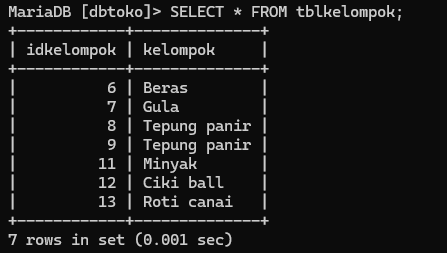 MariaDB [dbtoko]> SELECT * FROM tblkelompok;
+------------+--------------+
| idkelompok | kelompok     |
+------------+--------------+
|          6 | Beras        |
|          7 | Gula         |
|          8 | Tepung panir |
|          9 | Tepung panir |
|         11 | Minyak       |
|         12 | Ciki ball    |
|         13 | Roti canai   |
+------------+--------------+
7 rows in set (0.001 sec)